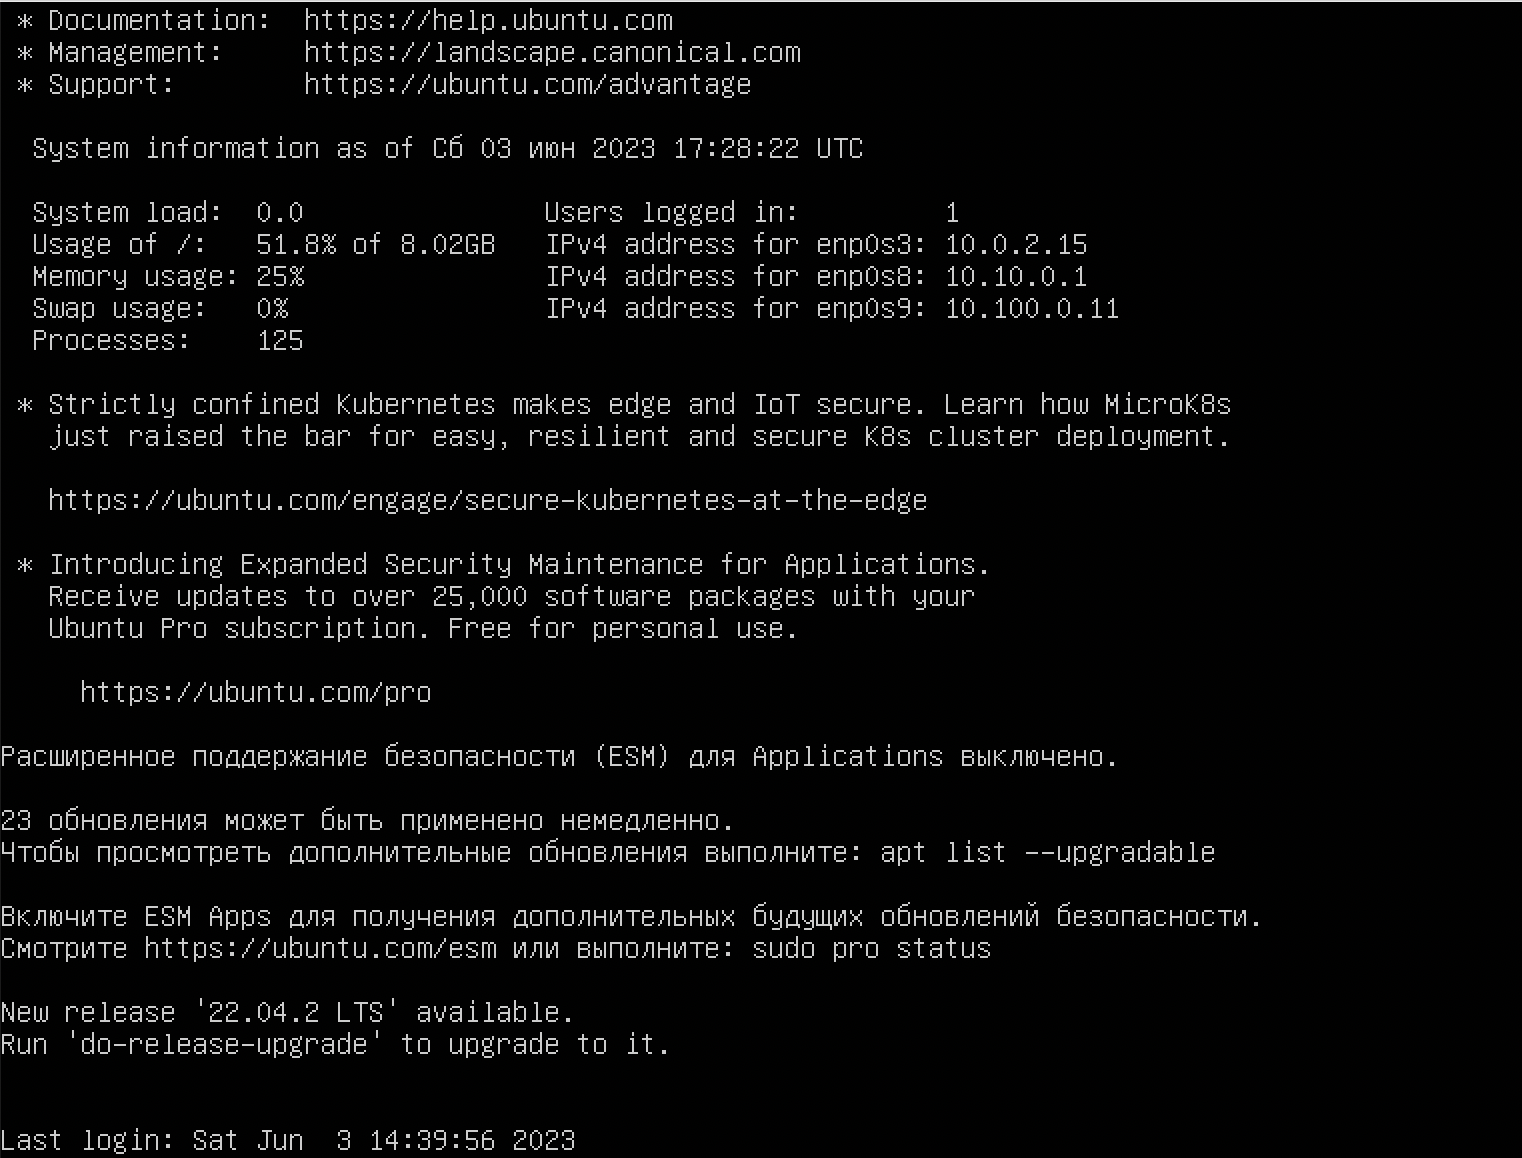 * Documentation:  https://help.ubuntu.com
* Management:     https://landscape.canonical.com
* Support:        https://ubuntu.com/advantage
System information as of Сб 03 июн 2023 17:28:22 UTC
System load:  0.0               Users logged in:         1
Usage of /:   51.8% of 8.02GB   IPv4 address for enp0s3: 10.0.2.15
Memory usage: 25%               IPv4 address for enp0s8: 10.10.0.1
Swap usage:   0%                IPv4 address for enp0s9: 10.100.0.11
Processes:    125
* Strictly confined Kubernetes makes edge and IoT secure. Learn how MicroK8s
just raised the bar for easy, resilient and secure K8s cluster deployment.
https://ubuntu.com/engage/secure-kubernetes-at-the-edge
* Introducing Expanded Security Maintenance for Applications.
Receive updates to over 25,000 software packages with your
Ubuntu Pro subscription. Free for personal use.
https://ubuntu.com/pro
Расширенное поддержание безопасности (ESM) для Applications выключено.
23 обновления может быть применено немедленно.
Чтобы просмотреть дополнительные обновления выполните: apt list --upgradable
Включите ESM Apps для получения дополнительных будущих обновлений безопасности.
Смотрите https://ubuntu.com/esm или выполните: sudo pro status
New release '22.04.2 LTS' available.
Run 'do-release-upgrade' to upgrade to it.
Last login: Sat Jun  3 14:39:56 2023